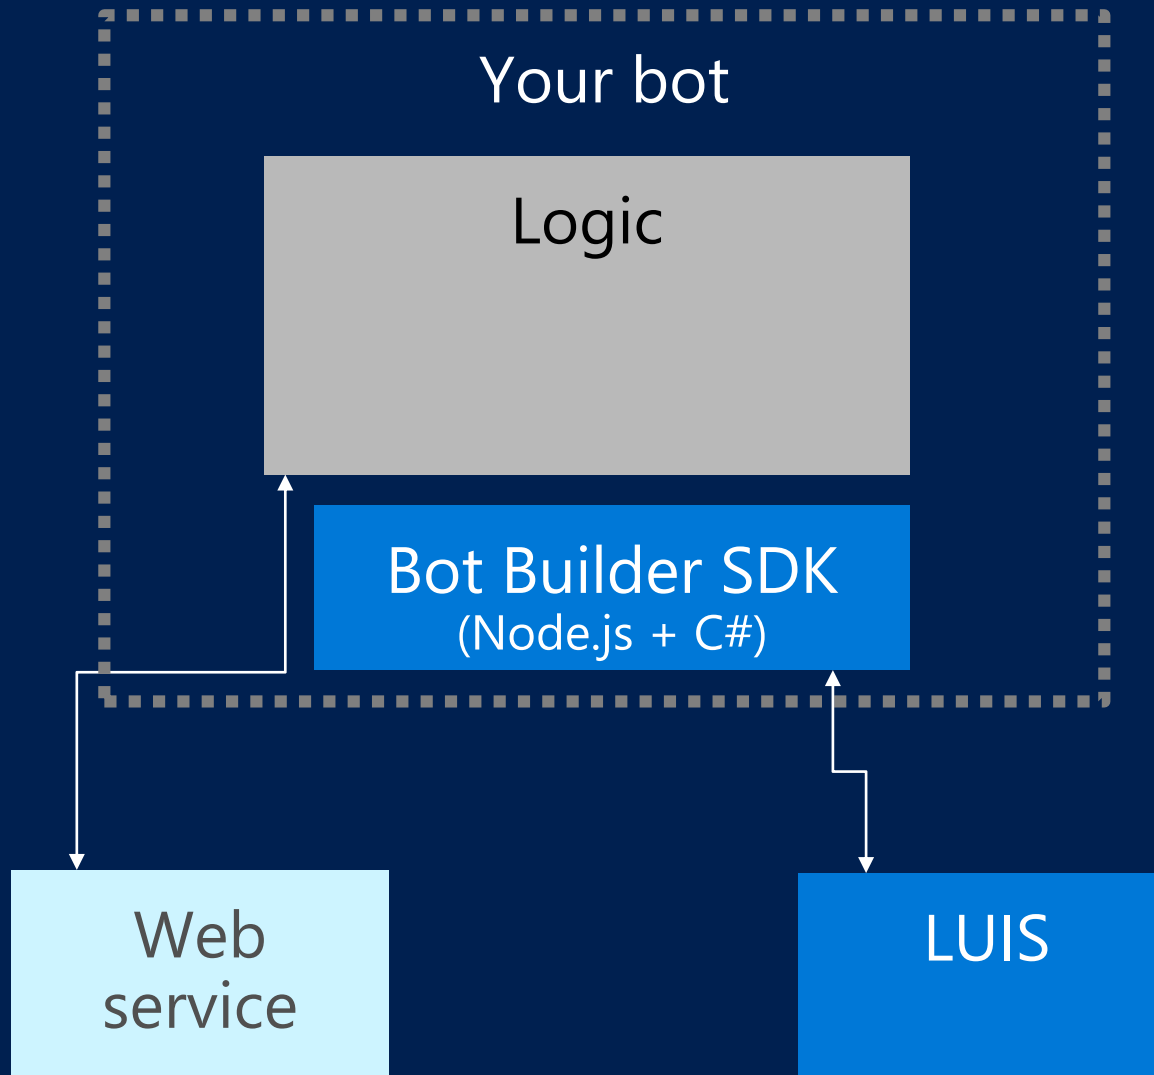 Your bot
Logic
Bot Builder SDK
(Node.js + C#)
Web
service
LUIS